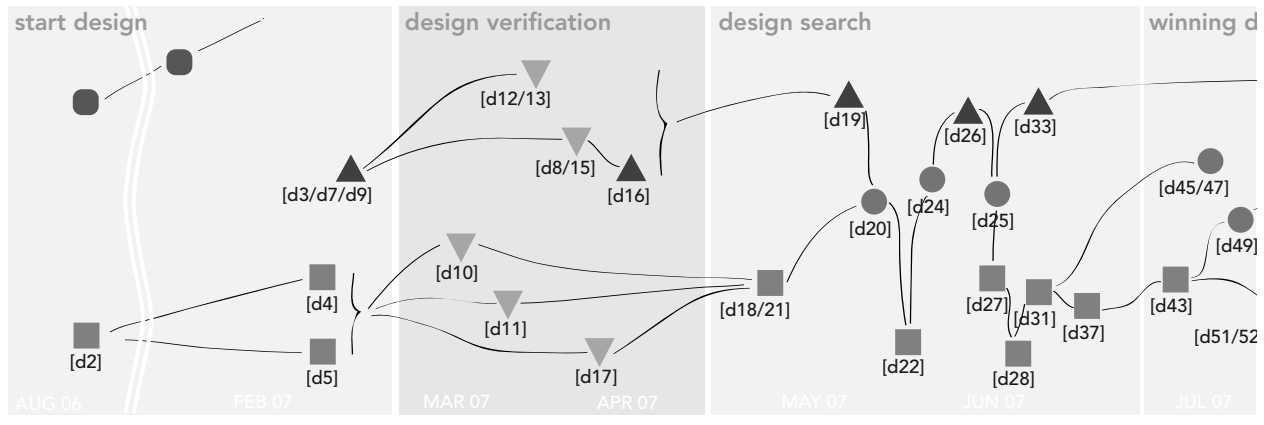 start design
design verification
design search
winning d
[d12/13]
[d19]
[d26]
[d33]
[d8/15]
[d3/d7/d9]
[d16]
[d45/47]
[d24]
[d20]
[d25]
[d49]
[d10]
[d4]
[d18/21]
[d27]
[d31]
[d43]
[d11]
[d37]
[d51/52
[d2]
[d5]
[d17]
[d22]
[d28]
AUG 06
FEB 07
MAR 07
APR 07
MAY 07
JUN 07
JUL 07